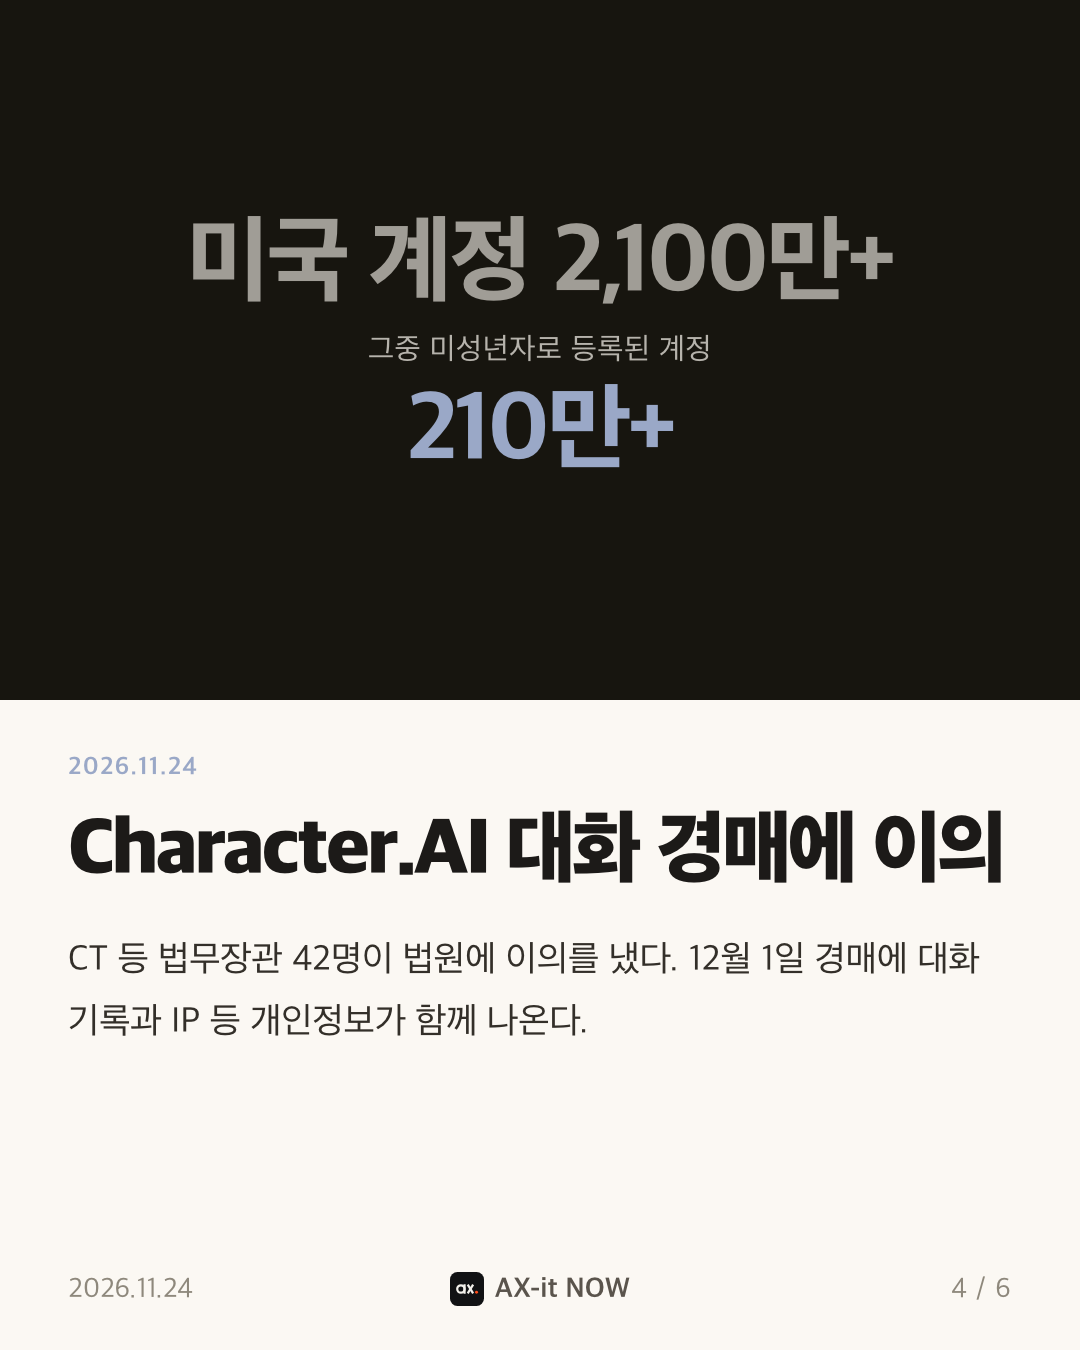 미국 계정 2,100만+
그중 미성년자로 등록된 계정
210만+
2026.11.24
Character.AI 대화 경매에 이의
CT 등 법무장관 42명이 법원에 이의를 냈다. 12월 1일 경매에 대화
기록과 IP 등 개인정보가 함께 나온다.
2026.11.24
ax.
AX-it NOW
4 / 6